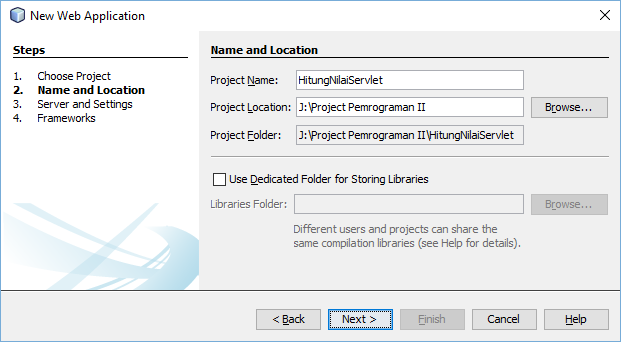 New Web Application
Steps
1. Choose Project
2. Name and Location
3. Server and Settings
4. Frameworks
Name and Location
Project Name: HitungNilaiServlet
Project Location: J:\Project Pemrograman II Browse...
Project Folder: J:\Project Pemrograman II\HitungNilaiServlet
Use Dedicated Folder for Storing Libraries
Libraries Folder: Browse...
Different users and projects can share the
same compilation libraries (see Help for details).
< Back Next > Finish Cancel Help